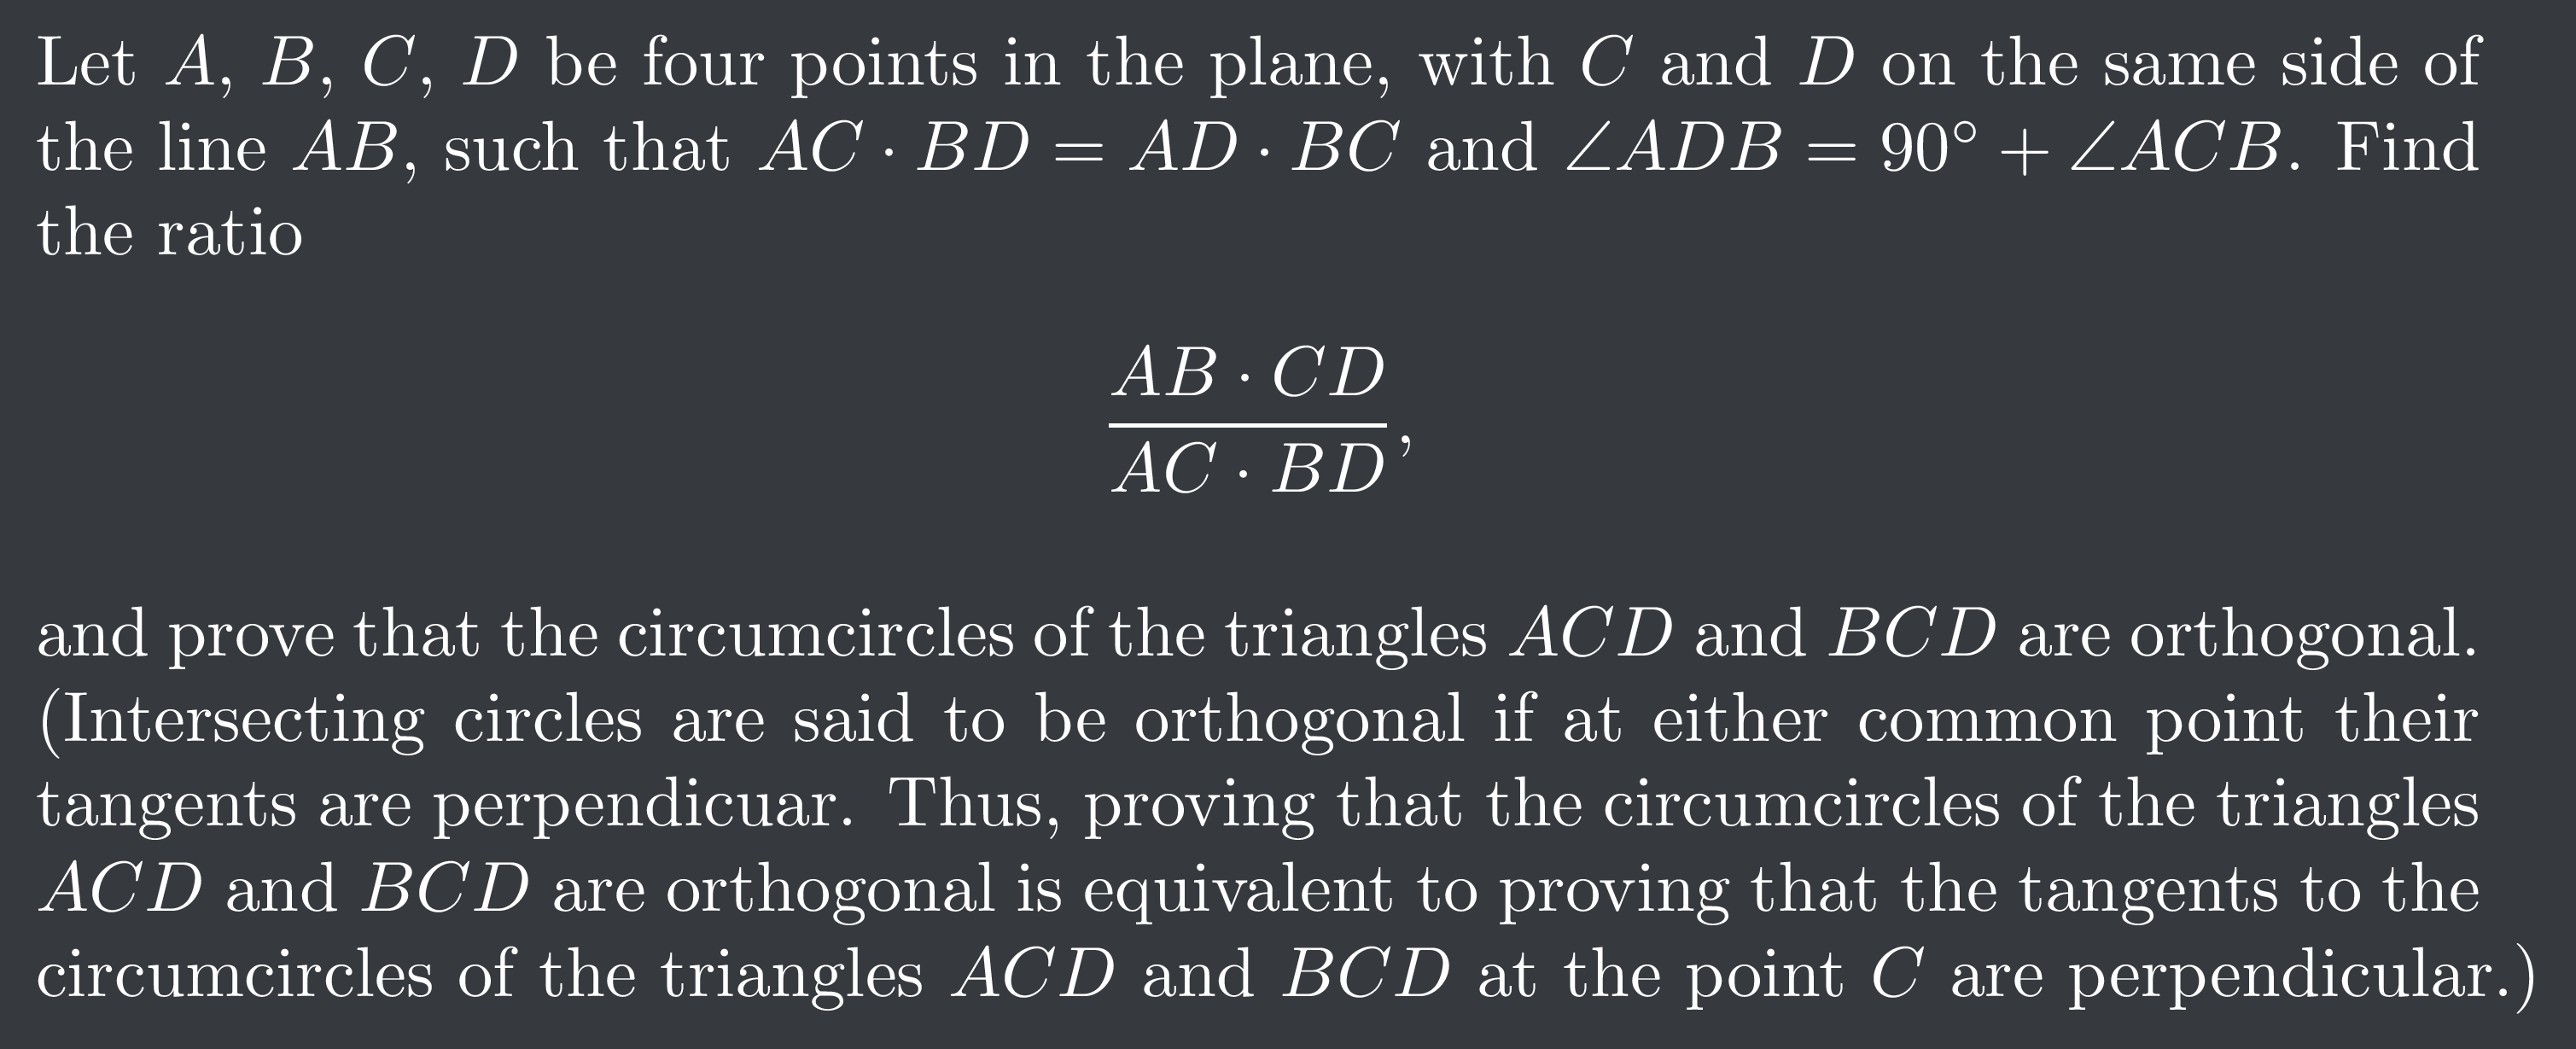 Let A, B, C, D be four points in the plane, with C and D on the same side of
the line AB, such that AC · BD = AD · BC and ∠ADB = 90° + ∠ACB. Find
the ratio
AB · CD
AC · BD ,
and prove that the circumcircles of the triangles ACD and BCD are orthogonal.
(Intersecting circles are said to be orthogonal if at either common point their
tangents are perpendicuar. Thus, proving that the circumcircles of the triangles
ACD and BCD are orthogonal is equivalent to proving that the tangents to the
circumcircles of the triangles ACD and BCD at the point C are perpendicular.)